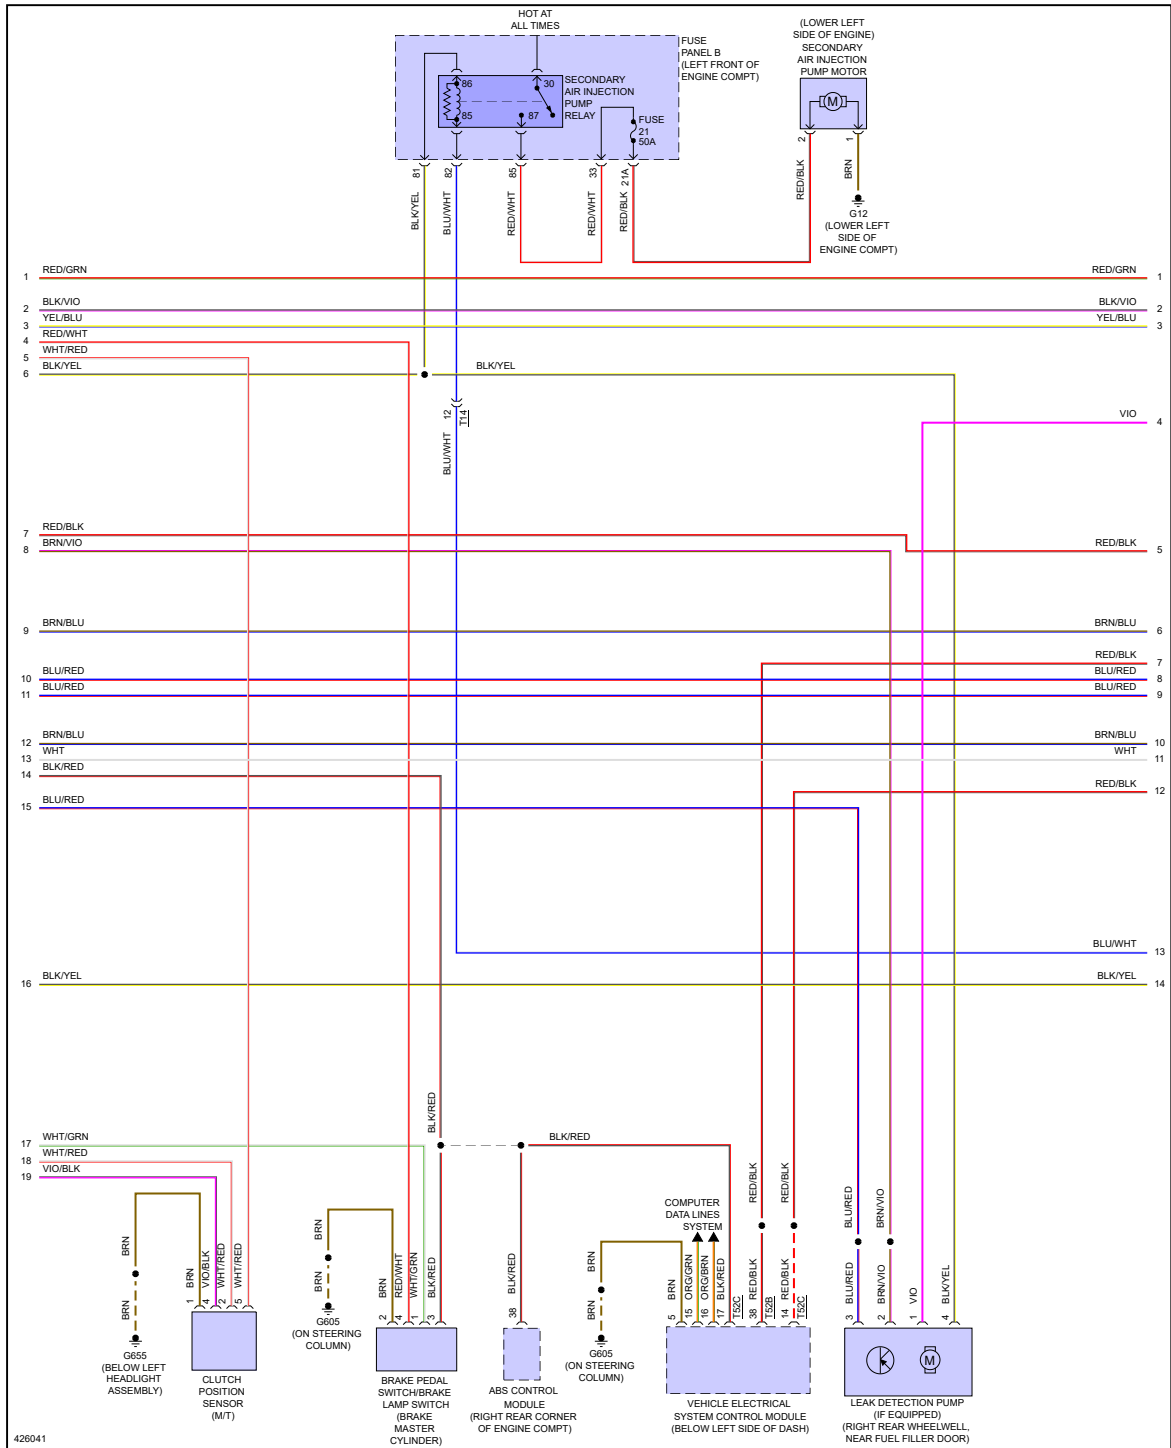 HOT AT
ALL TIMES
FUSE
PANEL B
(LEFT FRONT OF
ENGINE COMPT)
86
30
85
87
SECONDARY
AIR INJECTION
PUMP
RELAY
FUSE
21
50A
(LOWER LEFT
SIDE OF ENGINE)
SECONDARY
AIR INJECTION
PUMP MOTOR
M
2
1
RED/BLK
BRN
G12
(LOWER LEFT
SIDE OF
ENGINE COMPT)
81
82
85
33
21A
BLK/YEL
BLU/WHT
RED/WHT
RED/WHT
RED/BLK
1 RED/GRN RED/GRN 1
2 BLK/VIO BLK/VIO 2
3 YEL/BLU YEL/BLU 3
4 RED/WHT
5 WHT/RED
6 BLK/YEL BLK/YEL
12
T14
BLU/WHT
VIO 4
7 RED/BLK
8 BRN/VIO RED/BLK 5
9 BRN/BLU BRN/BLU 6
RED/BLK 7
10 BLU/RED BLU/RED 8
11 BLU/RED BLU/RED 9
12 BRN/BLU BRN/BLU 10
13 WHT WHT 11
14 BLK/RED
RED/BLK 12
15 BLU/RED
BLU/WHT 13
16 BLK/YEL BLK/YEL 14
BLK/RED
17 WHT/GRN
BLK/RED
18 WHT/RED
19 VIO/BLK
BRN
BRN
G655
(BELOW LEFT
HEADLIGHT
ASSEMBLY)
BRN
VIO/BLK
WHT/RED
WHT/RED
1
4
2
5
CLUTCH
POSITION
SENSOR
(M/T)
BRN
BRN
G605
(ON STEERING
COLUMN)
BRN
RED/WHT
WHT/GRN
BLK/RED
2
4
1
3
BRAKE PEDAL
SWITCH/BRAKE
LAMP SWITCH
(BRAKE
MASTER
CYLINDER)
BLK/RED
38
ABS CONTROL
MODULE
(RIGHT REAR CORNER
OF ENGINE COMPT)
BRN
BRN
G605
(ON STEERING
COLUMN)
COMPUTER
DATA LINES
SYSTEM
RED/BLK
RED/BLK
BRN
ORG/GRN
ORG/BRN
BLK/RED
RED/BLK
RED/BLK
5
15
16
17
T52C
38
T52B
14
T52C
VEHICLE ELECTRICAL
SYSTEM CONTROL MODULE
(BELOW LEFT SIDE OF DASH)
BLU/RED
BRN/VIO
BLU/RED
BRN/VIO
VIO
BLK/YEL
3
2
1
4
M
LEAK DETECTION PUMP
(IF EQUIPPED)
(RIGHT REAR WHEELWELL,
NEAR FUEL FILLER DOOR)
426041